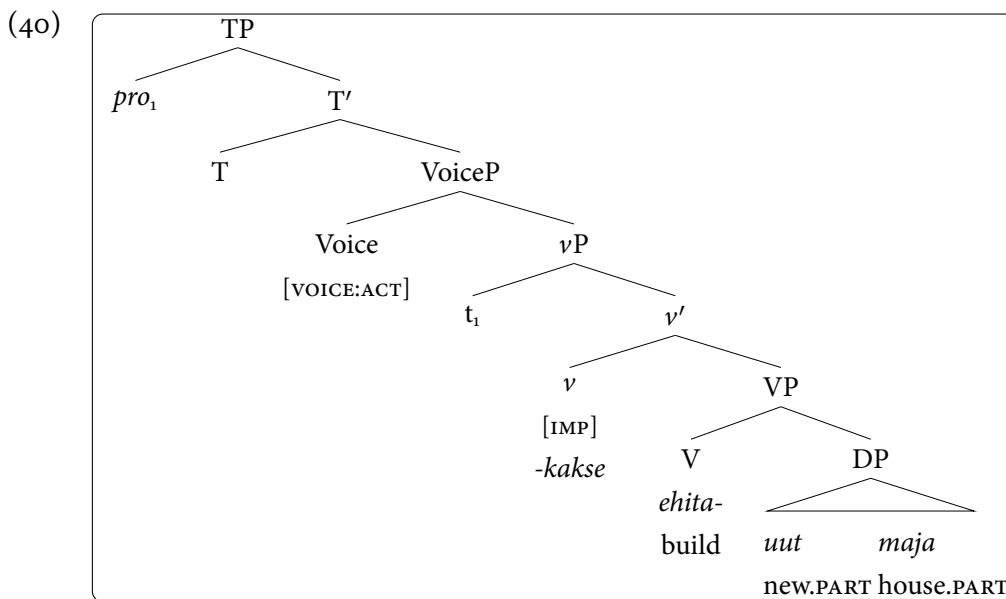 (40)
TP
pro₁ T′
T VoiceP
Voice vP
[VOICE:ACT]
t₁ v′
v VP
[IMP]
-kakse
V DP
ehita-
build
uut maja
new.PART house.PART